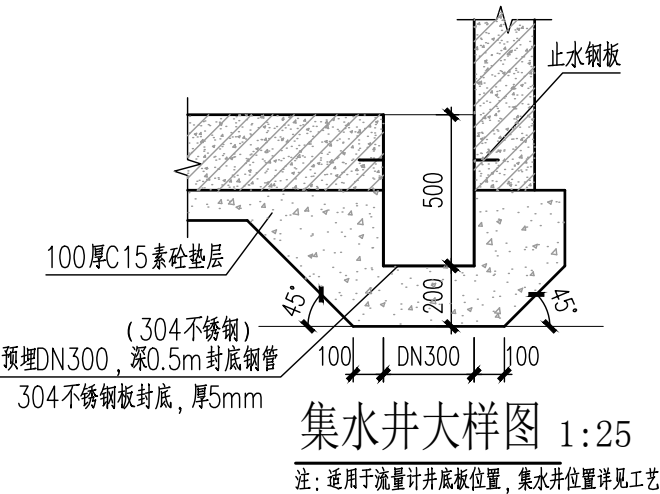 止水钢板
500
100厚C15素砼垫层
200
45°
45°
(304不锈钢)
预埋DN300，深0.5m封底钢管
304不锈钢板封底，厚5mm
100 DN300 100
集水井大样图 1:25
注：适用于流量计井底板位置，集水井位置详见工艺